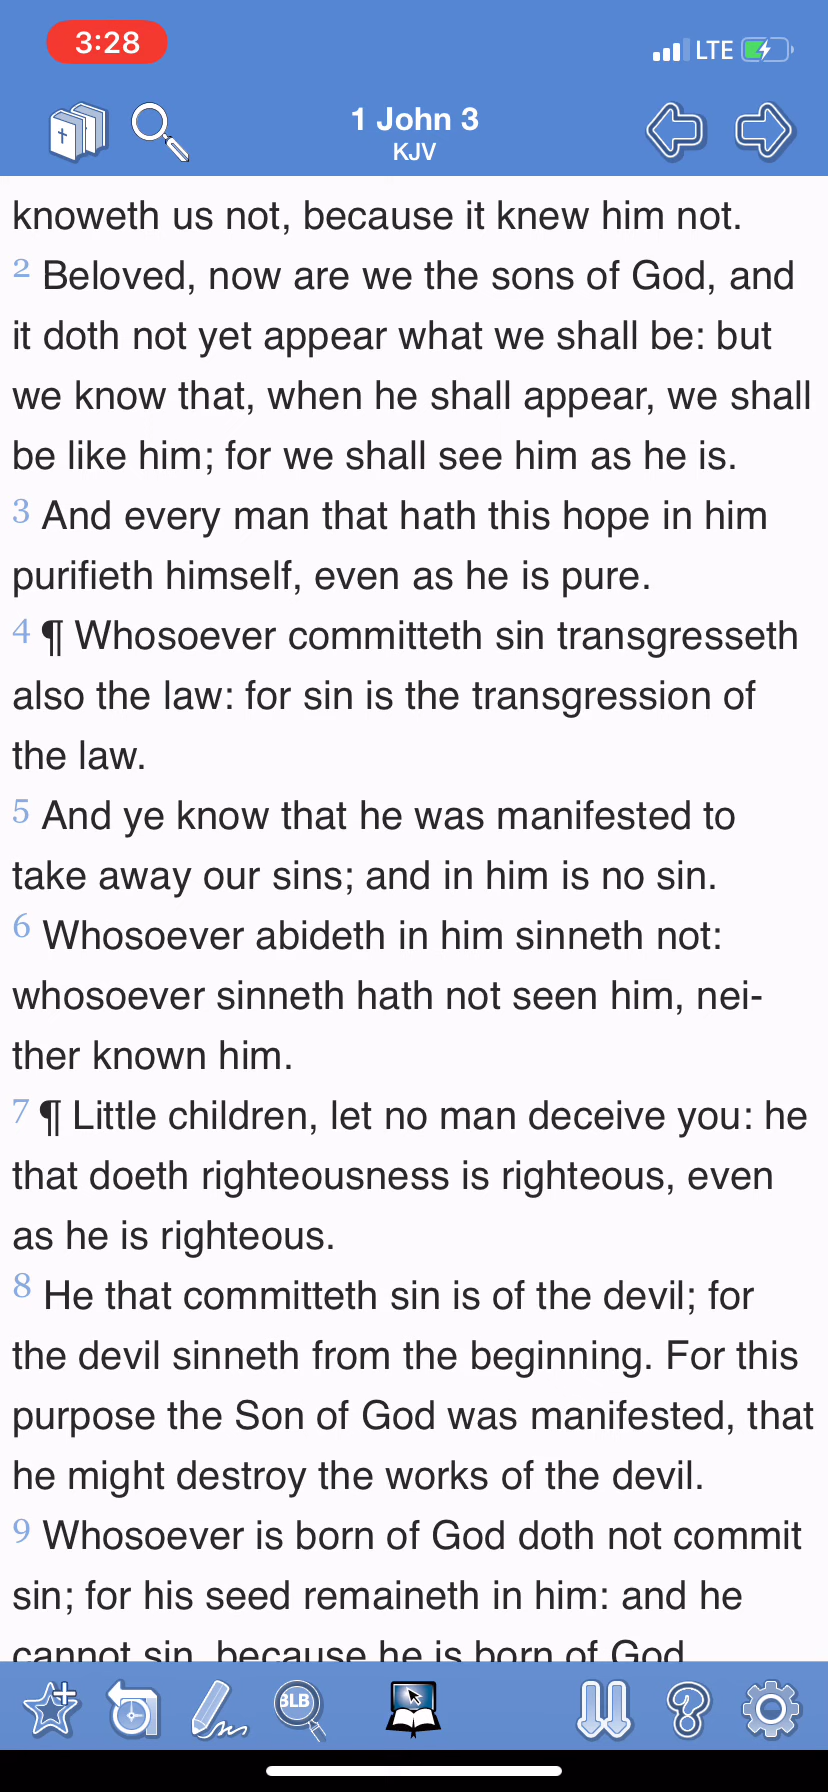 3:28
LTE
1 John 3
KJV
knoweth us not, because it knew him not.
2 Beloved, now are we the sons of God, and
it doth not yet appear what we shall be: but
we know that, when he shall appear, we shall
be like him; for we shall see him as he is.
3 And every man that hath this hope in him
purifieth himself, even as he is pure.
4 ¶ Whosoever committeth sin transgresseth
also the law: for sin is the transgression of
the law.
5 And ye know that he was manifested to
take away our sins; and in him is no sin.
6 Whosoever abideth in him sinneth not:
whosoever sinneth hath not seen him, nei-
ther known him.
7 ¶ Little children, let no man deceive you: he
that doeth righteousness is righteous, even
as he is righteous.
8 He that committeth sin is of the devil; for
the devil sinneth from the beginning. For this
purpose the Son of God was manifested, that
he might destroy the works of the devil.
9 Whosoever is born of God doth not commit
sin; for his seed remaineth in him: and he
cannot sin, because he is born of God
BLB